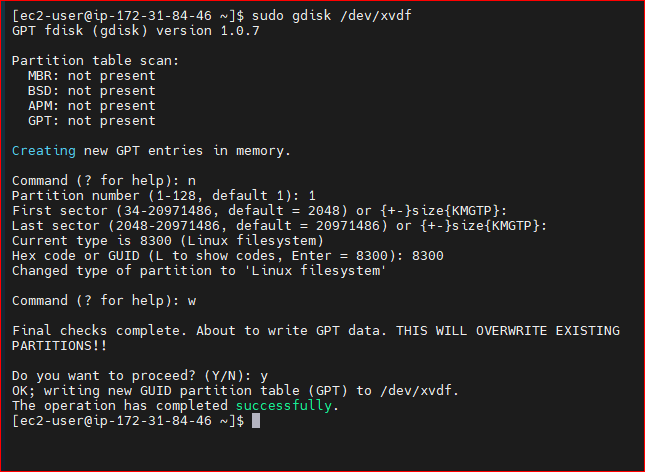 [ec2-user@ip-172-31-84-46 ~]$ sudo gdisk /dev/xvdf
GPT fdisk (gdisk) version 1.0.7
Partition table scan:
MBR: not present
BSD: not present
APM: not present
GPT: not present
Creating new GPT entries in memory.
Command (? for help): n
Partition number (1-128, default 1): 1
First sector (34-20971486, default = 2048) or {+-}size{KMGTP}:
Last sector (2048-20971486, default = 20971486) or {+-}size{KMGTP}:
Current type is 8300 (Linux filesystem)
Hex code or GUID (L to show codes, Enter = 8300): 8300
Changed type of partition to 'Linux filesystem'
Command (? for help): w
Final checks complete. About to write GPT data. THIS WILL OVERWRITE EXISTING
PARTITIONS!!
Do you want to proceed? (Y/N): y
OK; writing new GUID partition table (GPT) to /dev/xvdf.
The operation has completed successfully.
[ec2-user@ip-172-31-84-46 ~]$